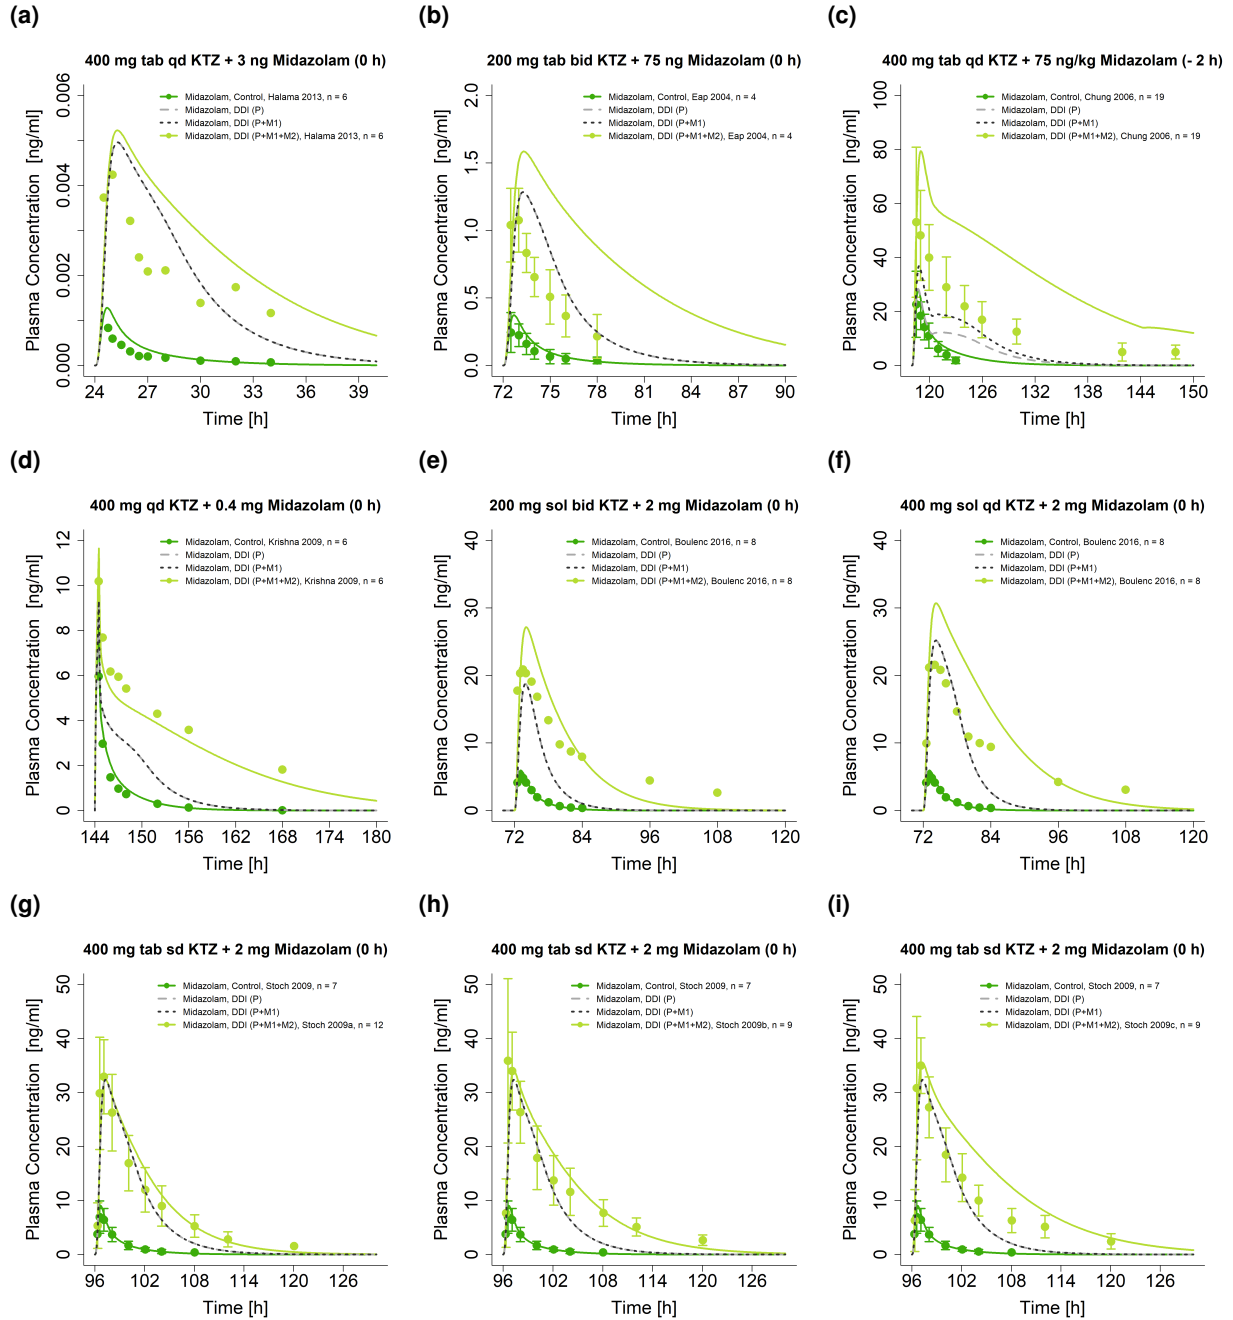 (a)
400 mg tab qd KTZ + 3 ng Midazolam (0 h)
Midazolam, Control, Halama 2013, n = 6
Midazolam, DDI (P)
Midazolam, DDI (P+M1)
Midazolam, DDI (P+M1+M2), Halama 2013, n = 6
Plasma Concentration [ng/ml]
0.000 0.002 0.004 0.006
24 27 30 33 36 39
Time [h]
(b)
200 mg tab bid KTZ + 75 ng Midazolam (0 h)
Midazolam, Control, Eap 2004, n = 4
Midazolam, DDI (P)
Midazolam, DDI (P+M1)
Midazolam, DDI (P+M1+M2), Eap 2004, n = 4
Plasma Concentration [ng/ml]
0.0 0.5 1.0 1.5 2.0
72 75 78 81 84 87 90
Time [h]
(c)
400 mg tab qd KTZ + 75 ng/kg Midazolam (- 2 h)
Midazolam, Control, Chung 2006, n = 19
Midazolam, DDI (P)
Midazolam, DDI (P+M1)
Midazolam, DDI (P+M1+M2), Chung 2006, n = 19
Plasma Concentration [ng/ml]
0 20 40 60 80 100
120 126 132 138 144 150
Time [h]
(d)
400 mg qd KTZ + 0.4 mg Midazolam (0 h)
Midazolam, Control, Krishna 2009, n = 6
Midazolam, DDI (P)
Midazolam, DDI (P+M1)
Midazolam, DDI (P+M1+M2), Krishna 2009, n = 6
Plasma Concentration [ng/ml]
0 2 4 6 8 10 12
144 150 156 162 168 174 180
Time [h]
(e)
200 mg sol bid KTZ + 2 mg Midazolam (0 h)
Midazolam, Control, Boulenc 2016, n = 8
Midazolam, DDI (P)
Midazolam, DDI (P+M1)
Midazolam, DDI (P+M1+M2), Boulenc 2016, n = 8
Plasma Concentration [ng/ml]
0 10 20 30 40
72 84 96 108 120
Time [h]
(f)
400 mg sol qd KTZ + 2 mg Midazolam (0 h)
Midazolam, Control, Boulenc 2016, n = 8
Midazolam, DDI (P)
Midazolam, DDI (P+M1)
Midazolam, DDI (P+M1+M2), Boulenc 2016, n = 8
Plasma Concentration [ng/ml]
0 10 20 30 40
72 84 96 108 120
Time [h]
(g)
400 mg tab sd KTZ + 2 mg Midazolam (0 h)
Midazolam, Control, Stoch 2009, n = 7
Midazolam, DDI (P)
Midazolam, DDI (P+M1)
Midazolam, DDI (P+M1+M2), Stoch 2009a, n = 12
Plasma Concentration [ng/ml]
0 10 20 30 40 50
96 102 108 114 120 126
Time [h]
(h)
400 mg tab sd KTZ + 2 mg Midazolam (0 h)
Midazolam, Control, Stoch 2009, n = 7
Midazolam, DDI (P)
Midazolam, DDI (P+M1)
Midazolam, DDI (P+M1+M2), Stoch 2009b, n = 9
Plasma Concentration [ng/ml]
0 10 20 30 40 50
96 102 108 114 120 126
Time [h]
(i)
400 mg tab sd KTZ + 2 mg Midazolam (0 h)
Midazolam, Control, Stoch 2009, n = 7
Midazolam, DDI (P)
Midazolam, DDI (P+M1)
Midazolam, DDI (P+M1+M2), Stoch 2009c, n = 9
Plasma Concentration [ng/ml]
0 10 20 30 40 50
96 102 108 114 120 126
Time [h]